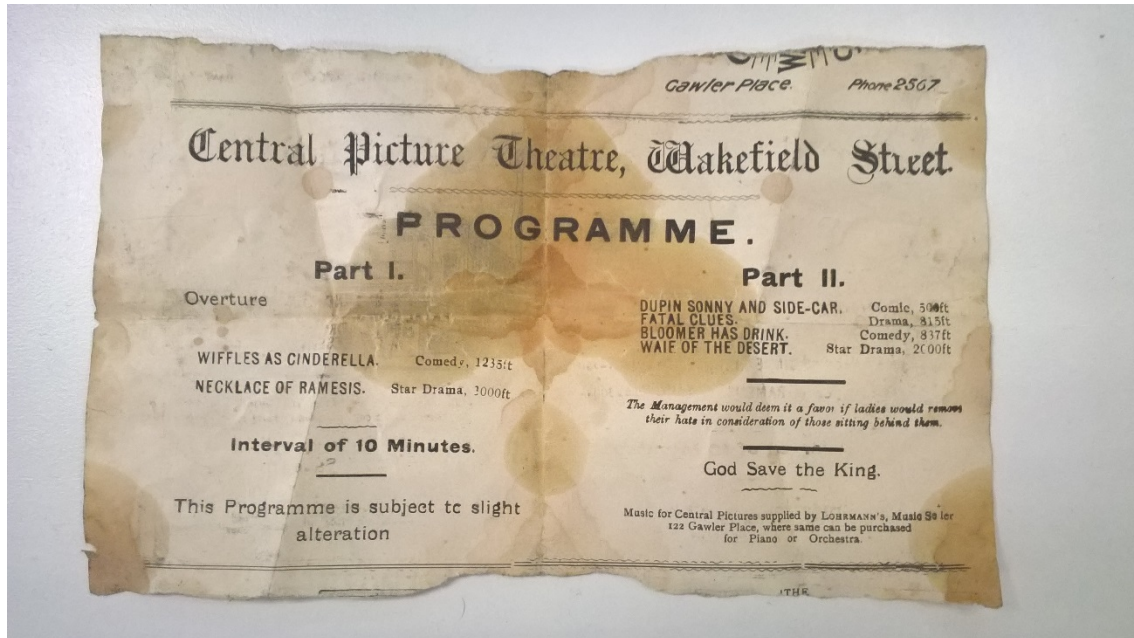 Gawler Place. Phone 2567
Central Picture Theatre, Wakefield Street.
PROGRAMME.
Part I.
Overture
WIFFLES AS CINDERELLA. Comedy, 1235ft
NECKLACE OF RAMESIS. Star Drama, 3000ft
Interval of 10 Minutes.
This Programme is subject to slight
alteration
Part II.
DUPIN SONNY AND SIDE-CAR. Comic,
FATAL CLUES. Drama, 815ft
BLOOMER HAS DRINK. Comedy, 837ft
WAIF OF THE DESERT. Star Drama, 2000ft
The Management would deem it a favor if ladies would remove
their hats in consideration of those sitting behind them.
God Save the King.
Music for Central Pictures supplied by LOHRMANN'S, Music Seller
122 Gawler Place, where same can be purchased
for Piano or Orchestra.
THE